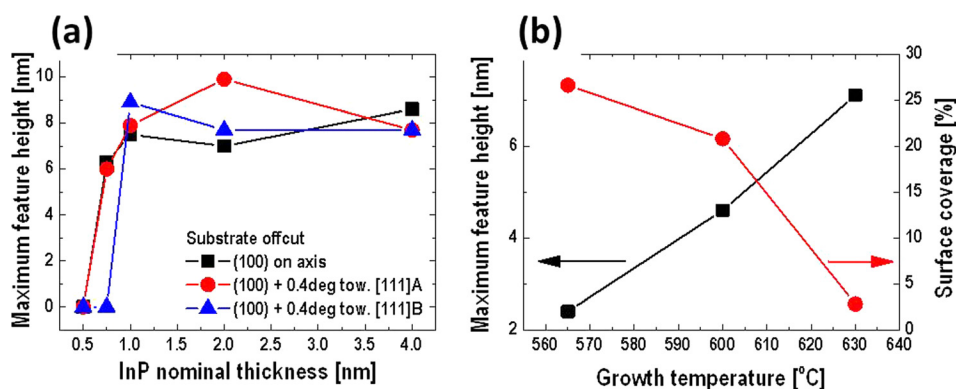 (a)
Maximum feature height [nm]
10
8
6
4
2
0
0.5 1.0 1.5 2.0 2.5 3.0 3.5 4.0
InP nominal thickness [nm]
Substrate offcut
(100) on axis
(100) + 0.4deg tow. [111]A
(100) + 0.4deg tow. [111]B
(b)
Maximum feature height [nm]
6
4
2
560 570 580 590 600 610 620 630 640
Growth temperature [°C]
30
25
20
15
10
5
0
Surface coverage [%]